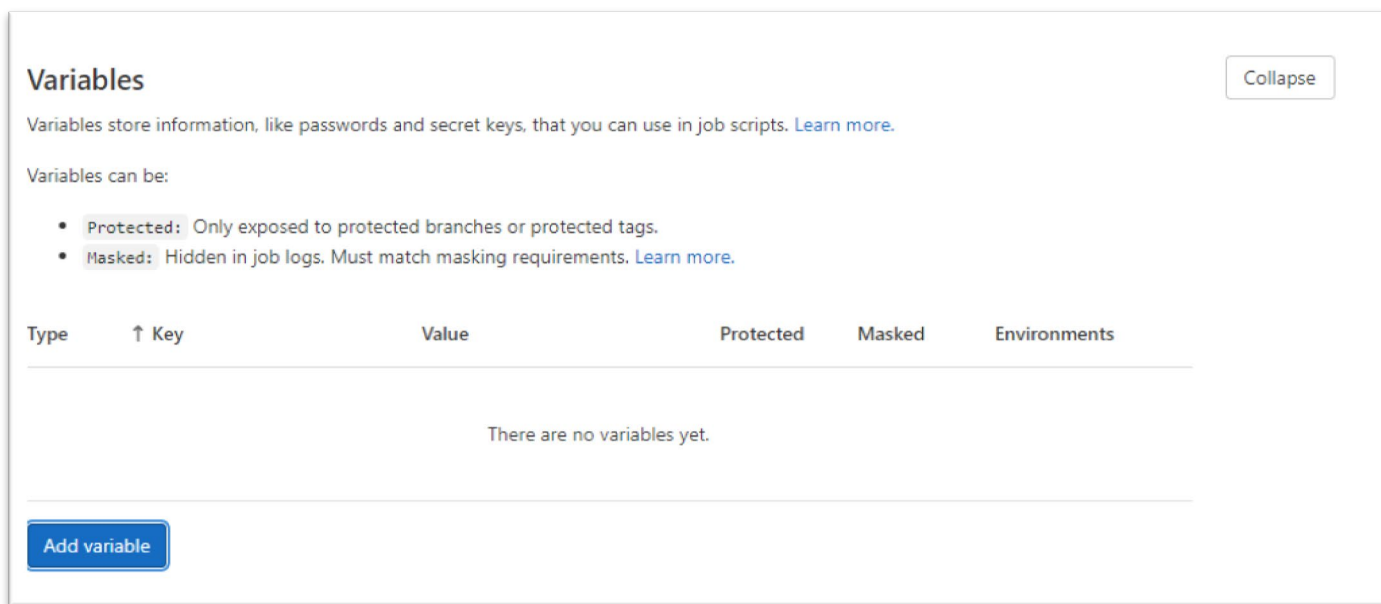 Variables
Collapse
Variables store information, like passwords and secret keys, that you can use in job scripts. Learn more.
Variables can be:
• Protected: Only exposed to protected branches or protected tags.
• Masked: Hidden in job logs. Must match masking requirements. Learn more.
Type ↑ Key Value Protected Masked Environments
There are no variables yet.
Add variable